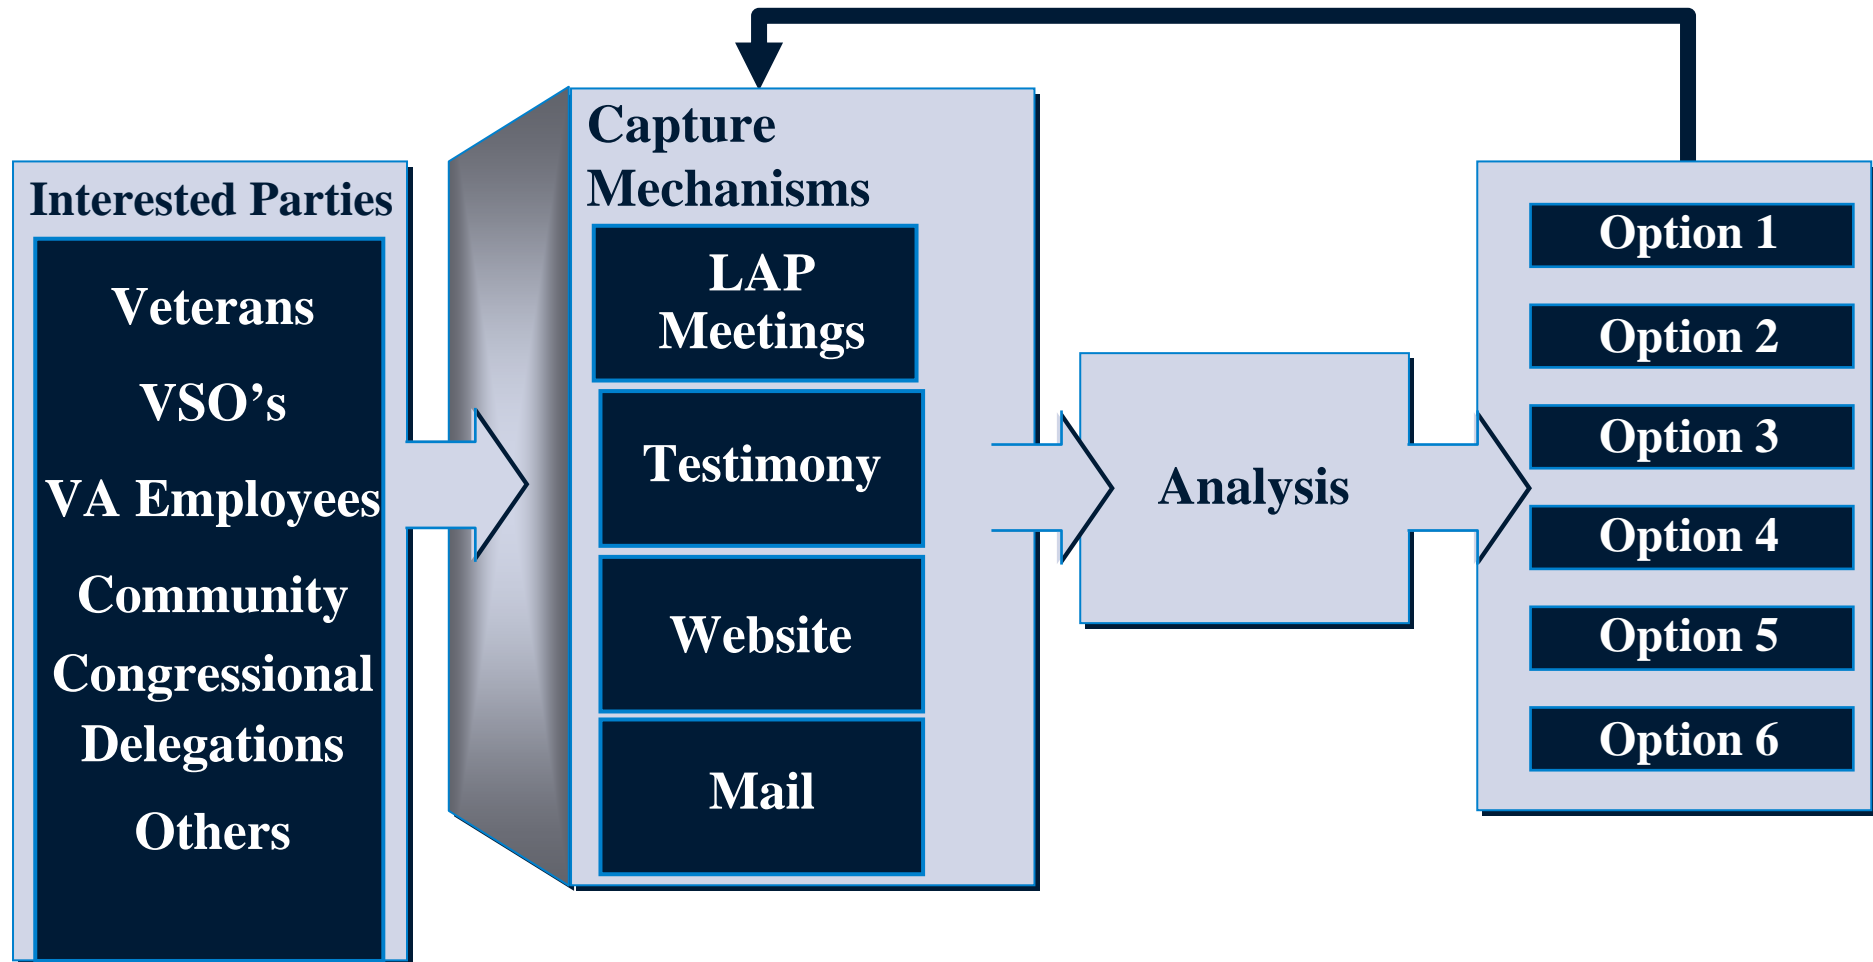 Interested Parties
Veterans
VSO’s
VA Employees
Community
Congressional
Delegations
Others
Capture
Mechanisms
LAP
Meetings
Testimony
Website
Mail
Analysis
Option 1
Option 2
Option 3
Option 4
Option 5
Option 6